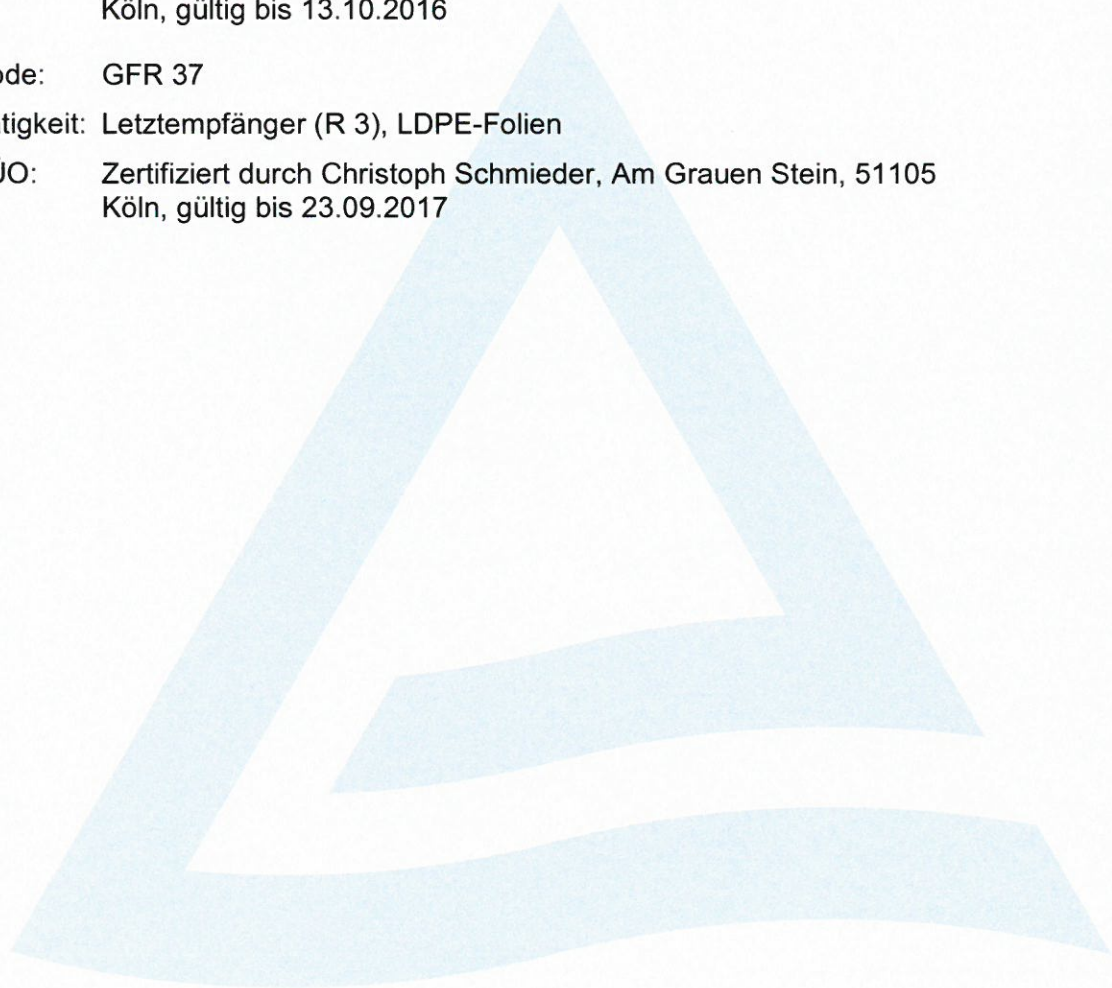 Köln, gültig bis 13.10.2016
ode: GFR 37
tigkeit: Letztempfänger (R 3), LDPE-Folien
ÜO: Zertifiziert durch Christoph Schmieder, Am Grauen Stein, 51105
Köln, gültig bis 23.09.2017